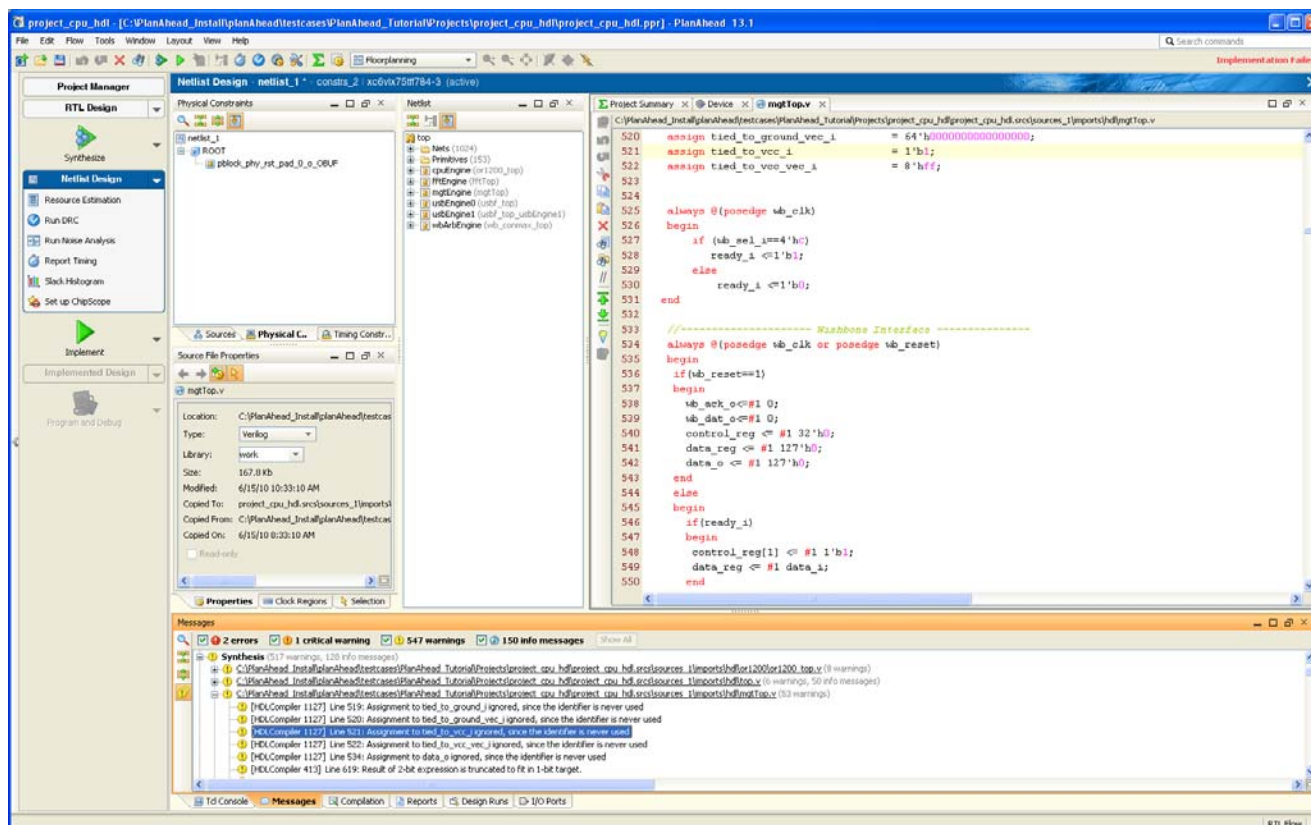 project_cpu_hdl - [C:\PlanAhead_Install\planAhead\testcases\PlanAhead_Tutorial\Projects\project_cpu_hdl\project_cpu_hdl.ppr] - PlanAhead 13.1
File Edit Flow Tools Window Layout View Help
Search commands
Floorplanning
Implementation Faile
Project Manager
RTL Design
Synthesize
Netlist Design
Resource Estimation
Run DRC
Run Noise Analysis
Report Timing
Slack Histogram
Set up ChipScope
Implement
Implemented Design
Program and Debug
Netlist Design - netlist_1 * - constrs_2 | xc6vlx75tff784-3 (active)
Physical Constraints
netlist_1
ROOT
pblock_phy_rst_pad_0_o_OBUF
Sources Physical C... Timing Constr...
Source File Properties
mgtTop.v
Location: C:\PlanAhead_Install\planAhead\testcas
Type: Verilog
Library: work
Size: 167.8 Kb
Modified: 6/15/10 10:33:10 AM
Copied To: project_cpu_hdl.srcs\sources_1\imports\
Copied From: C:\PlanAhead_Install\planAhead\testcas
Copied On: 6/15/10 8:33:10 AM
Read-only
Properties Clock Regions Selection
Netlist
top
Nets (1024)
Primitives (153)
cpuEngine (or1200_top)
fftEngine (fftTop)
mgtEngine (mgtTop)
usbEngine0 (usbf_top)
usbEngine1 (usbf_top_usbEngine1)
wbArbEngine (wb_conmax_top)
Project Summary Device mgtTop.v
C:\PlanAhead_Install\planAhead\testcases\PlanAhead_Tutorial\Projects\project_cpu_hdl\project_cpu_hdl.srcs\sources_1\imports\hdl\mgtTop.v
520 assign tied_to_ground_vec_i = 64'h0000000000000000;
521 assign tied_to_vcc_i = 1'b1;
522 assign tied_to_vcc_vec_i = 8'hff;
523
524
525 always @(posedge wb_clk)
526 begin
527 if (wb_sel_i==4'hC)
528 ready_i <=1'b1;
529 else
530 ready_i <=1'b0;
531 end
532
533 //--------------------- Wishbone Interface ---------------
534 always @(posedge wb_clk or posedge wb_reset)
535 begin
536 if(wb_reset==1)
537 begin
538 wb_ack_o<=#1 0;
539 wb_dat_o<=#1 0;
540 control_reg <= #1 32'h0;
541 data_reg <= #1 127'h0;
542 data_o <= #1 127'h0;
543 end
544 else
545 begin
546 if(ready_i)
547 begin
548 control_reg[1] <= #1 1'b1;
549 data_reg <= #1 data_i;
550 end
Messages
2 errors 1 critical warning 547 warnings 150 info messages Show All
Synthesis (517 warnings, 128 info messages)
C:\PlanAhead_Install\planAhead\testcases\PlanAhead_Tutorial\Projects\project_cpu_hdl\project_cpu_hdl.srcs\sources_1\imports\hdl\or1200\or1200_top.v (8 warnings)
C:\PlanAhead_Install\planAhead\testcases\PlanAhead_Tutorial\Projects\project_cpu_hdl\project_cpu_hdl.srcs\sources_1\imports\hdl\top.v (6 warnings, 50 info messages)
C:\PlanAhead_Install\planAhead\testcases\PlanAhead_Tutorial\Projects\project_cpu_hdl\project_cpu_hdl.srcs\sources_1\imports\hdl\mgtTop.v (83 warnings)
[HDLCompiler 1127] Line 519: Assignment to tied_to_ground_i ignored, since the identifier is never used
[HDLCompiler 1127] Line 520: Assignment to tied_to_ground_vec_i ignored, since the identifier is never used
[HDLCompiler 1127] Line 521: Assignment to tied_to_vcc_i ignored, since the identifier is never used
[HDLCompiler 1127] Line 522: Assignment to tied_to_vcc_vec_i ignored, since the identifier is never used
[HDLCompiler 1127] Line 534: Assignment to data_o ignored, since the identifier is never used
[HDLCompiler 413] Line 619: Result of 2-bit expression is truncated to fit in 1-bit target.
Tcl Console Messages Compilation Reports Design Runs I/O Ports
RTL Flow